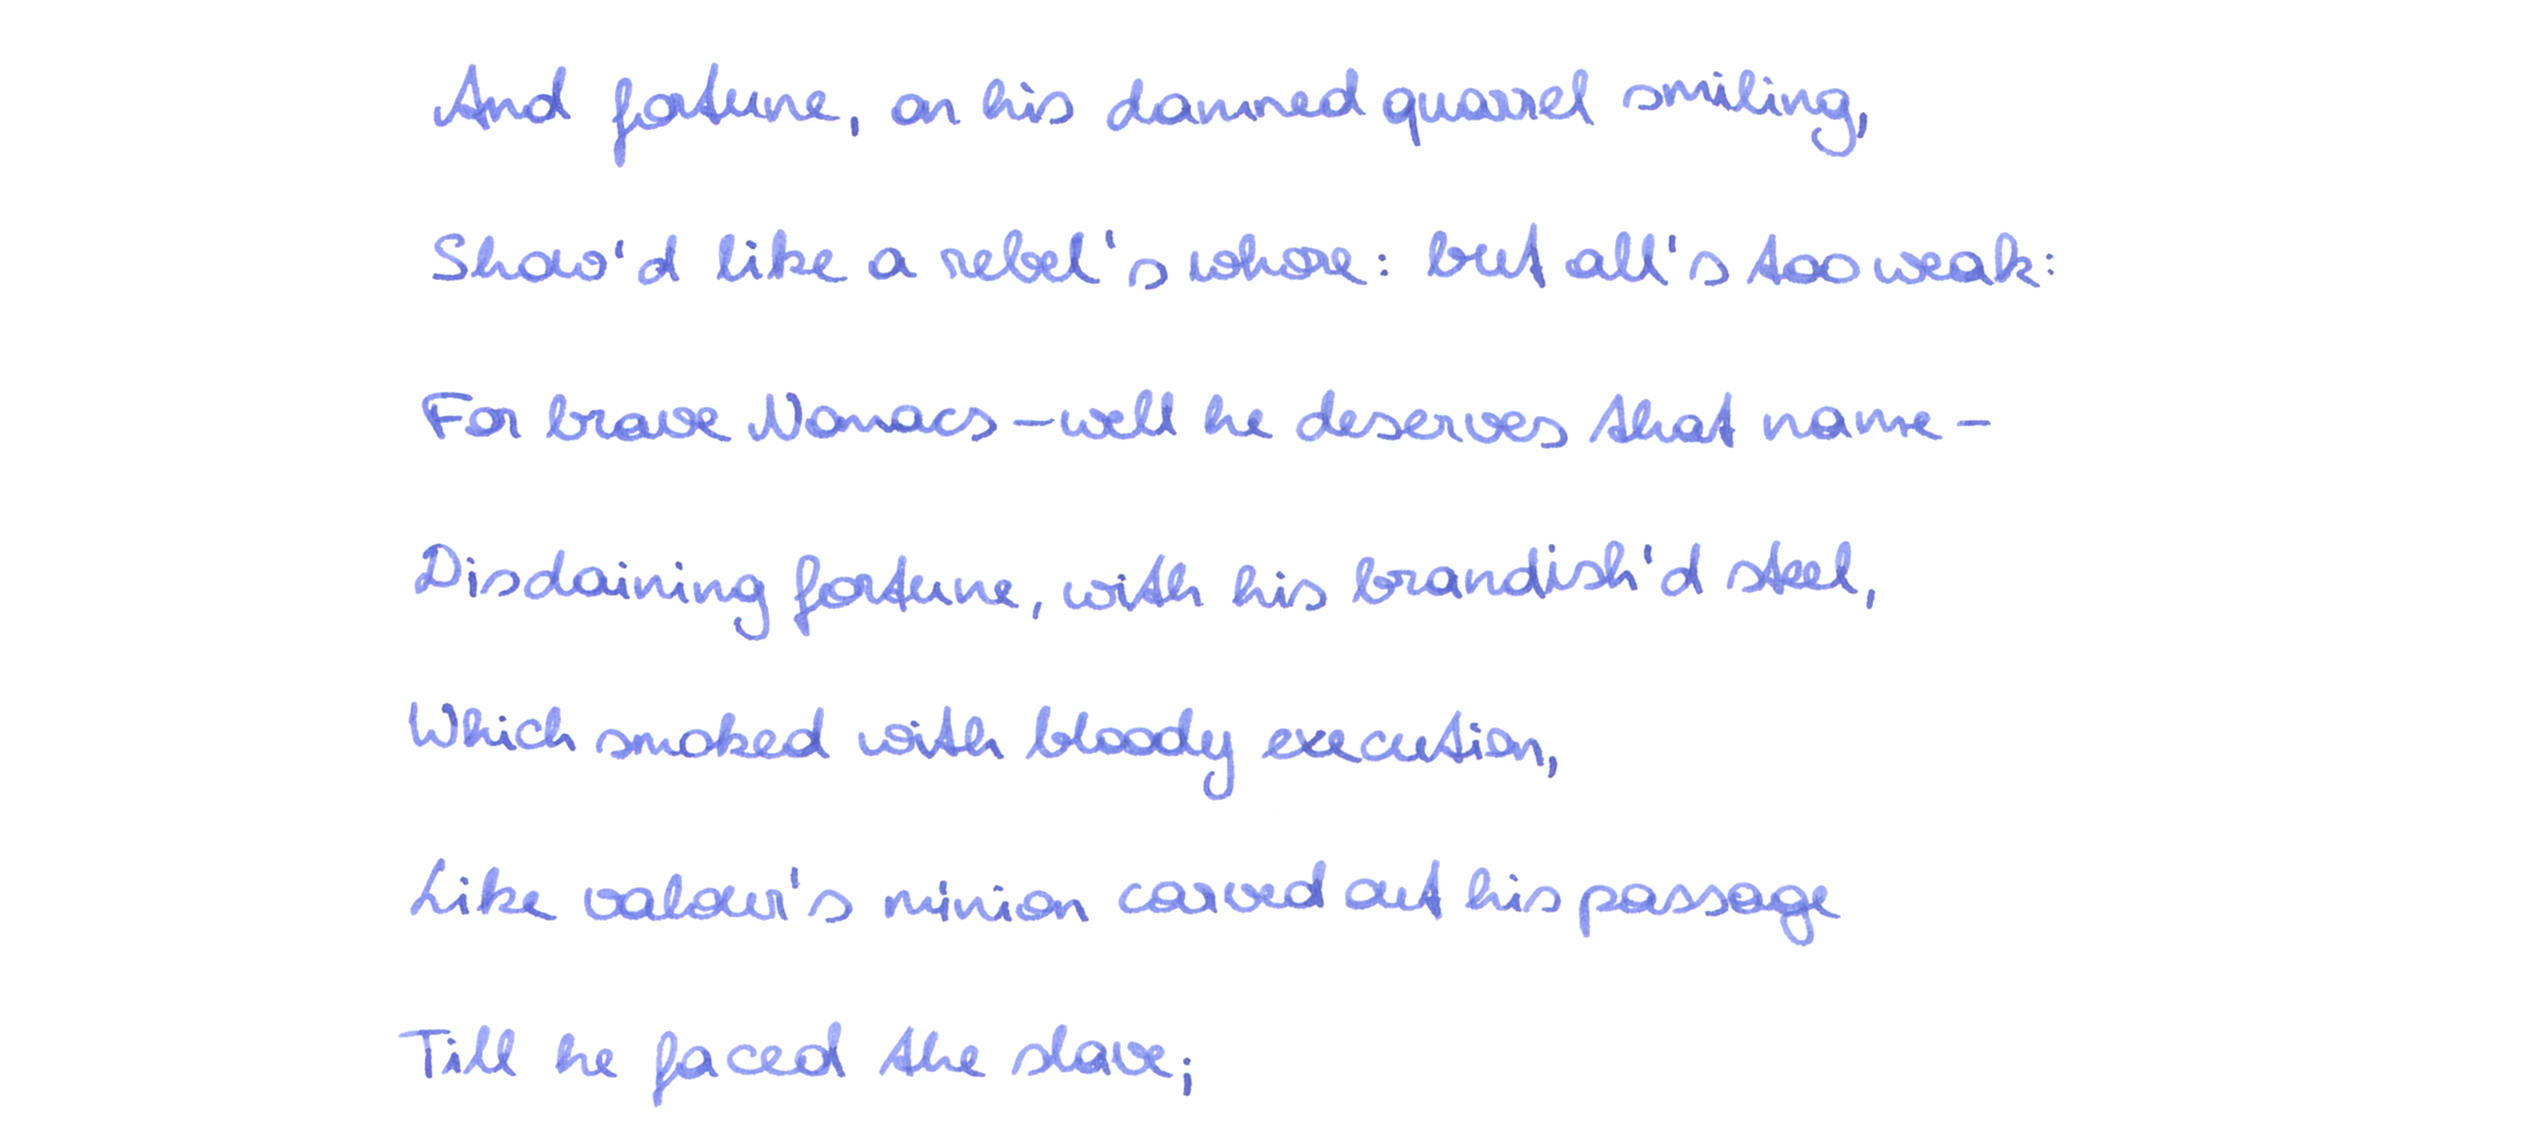 And fortune, on his damned quarrel smiling,
Show'd like a rebel's whore: but all's too weak:
For brave Nonacs -well he deserves that name-
Disdaining fortune, with his brandish'd steel,
Which smoked with bloody execution,
Like valour's minion carved out his passage
Till he faced the slave;